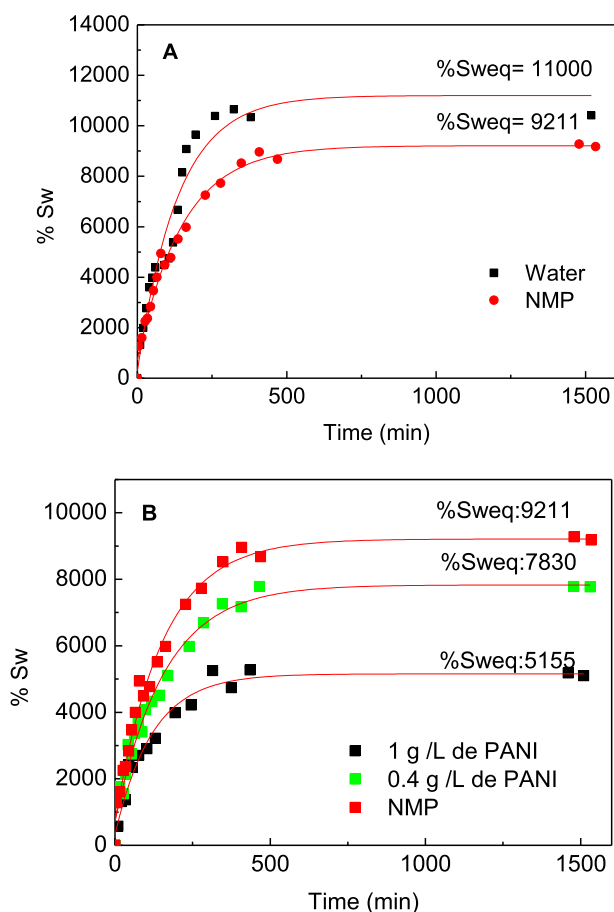 14000
A
12000
%Sweq= 11000
10000
%Sweq= 9211
8000
% Sw
6000
4000
Water
2000
NMP
0
0 500 1000 1500
Time (min)
B
10000
%Sweq:9211
8000
%Sweq:7830
6000
% Sw
%Sweq:5155
4000
1 g /L de PANI
2000
0.4 g /L de PANI
NMP
0
0 500 1000 1500
Time (min)